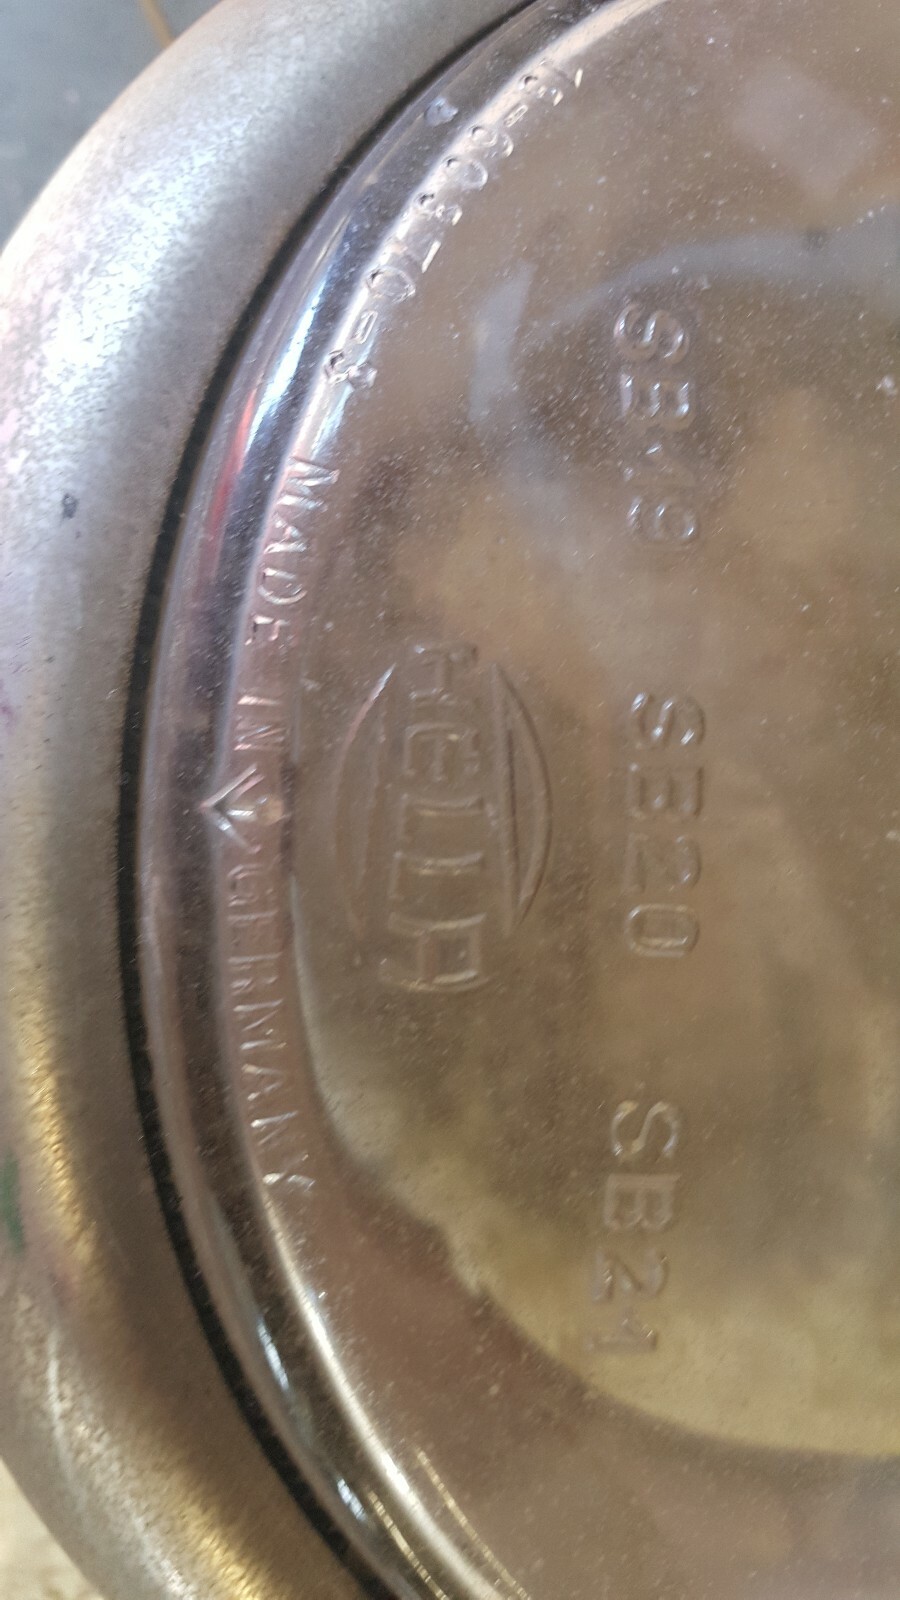 MADE IN GERMANY
HELLA
SB19 SB20 SB21